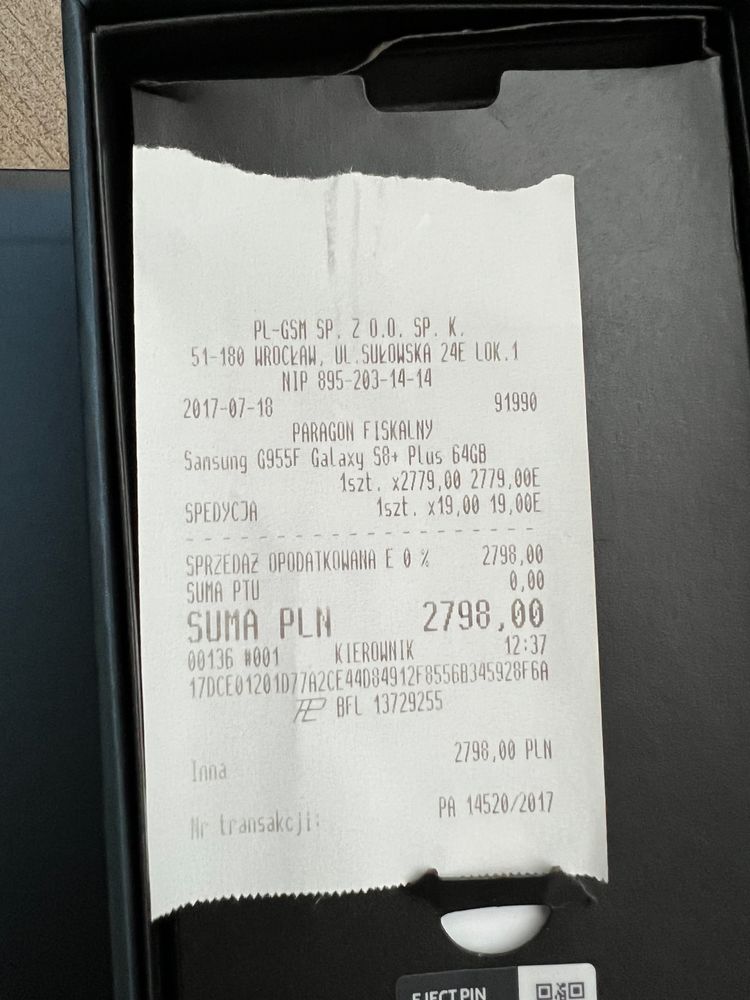 PL-GSM SP. Z O.O. SP. K.
51-180 WROCŁAW, UL.SUŁOWSKA 24E LOK.1
NIP 895-203-14-14
2017-07-18 91990
PARAGON FISKALNY
Sansung G955F Galaxy S8+ Plus 64GB
1szt. x2779,00 2779,00E
SPEDYCJA 1szt. x19,00 19,00E
SPRZEDAŻ OPODATKOWANA E 0 % 2798,00
SUMA PTU 0,00
SUMA PLN 2798,00
00136 #001 KIEROWNIK 12:37
17DCE01201D77A2CE44D84912F8556B345928F6A
BFL 13729255
Inna 2798,00 PLN
Nr transakcji: PA 14520/2017
EJECT PIN